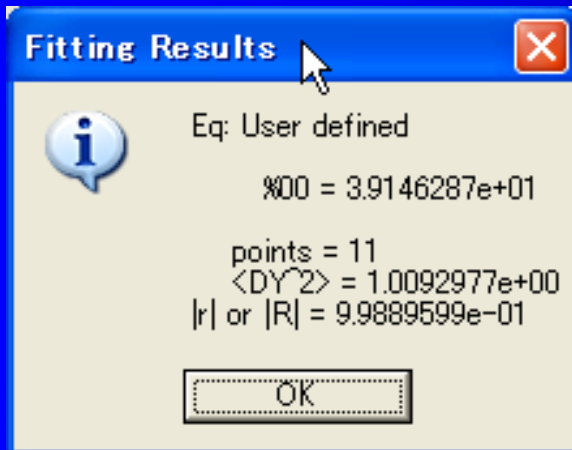 Fitting Results
Eq: User defined
%00 = 3.9146287e+01
points = 11
<DY^2> = 1.0092977e+00
|r| or |R| = 9.9889599e-01
OK